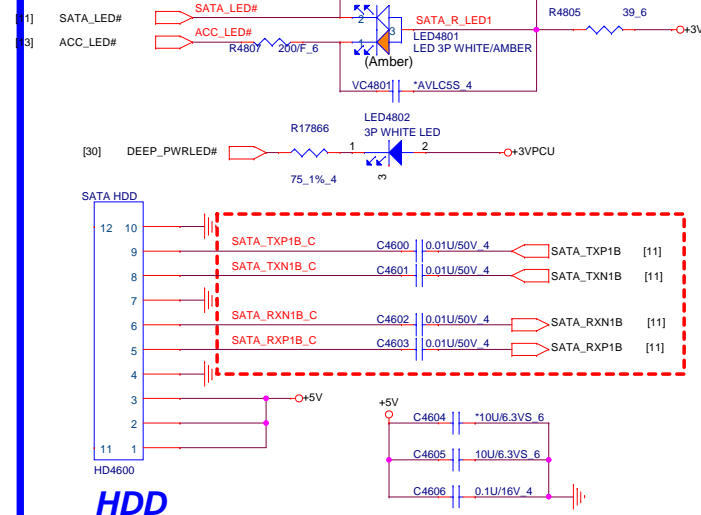 SATA_LED#
SATA_LED#
2
SATA_R_LED1
R4805
39_6
ACC_LED#
ACC_LED#
R4807
200/F_6
1
3
LED4801
LED 3P WHITE/AMBER
(Amber)
VC4801
*AVLC5S_4
LED4802
3P WHITE LED
R17866
[30]
DEEP_PWRLED#
1
2
+3VPCU
75_1%_4
3
SATA HDD
12
10
9
SATA_TXP1B_C
C4600
0.01U/50V_4
SATA_TXP1B
[11]
8
SATA_TXN1B_C
C4601
0.01U/50V_4
SATA_TXN1B
[11]
7
6
SATA_RXN1B_C
C4602
0.01U/50V_4
SATA_RXN1B
[11]
5
SATA_RXP1B_C
C4603
0.01U/50V_4
SATA_RXP1B
[11]
4
3
+5V
2
11
1
HD4600
+5V
C4604
*10U/6.3VS_6
C4605
10U/6.3VS_6
C4606
0.1U/16V_4
HDD